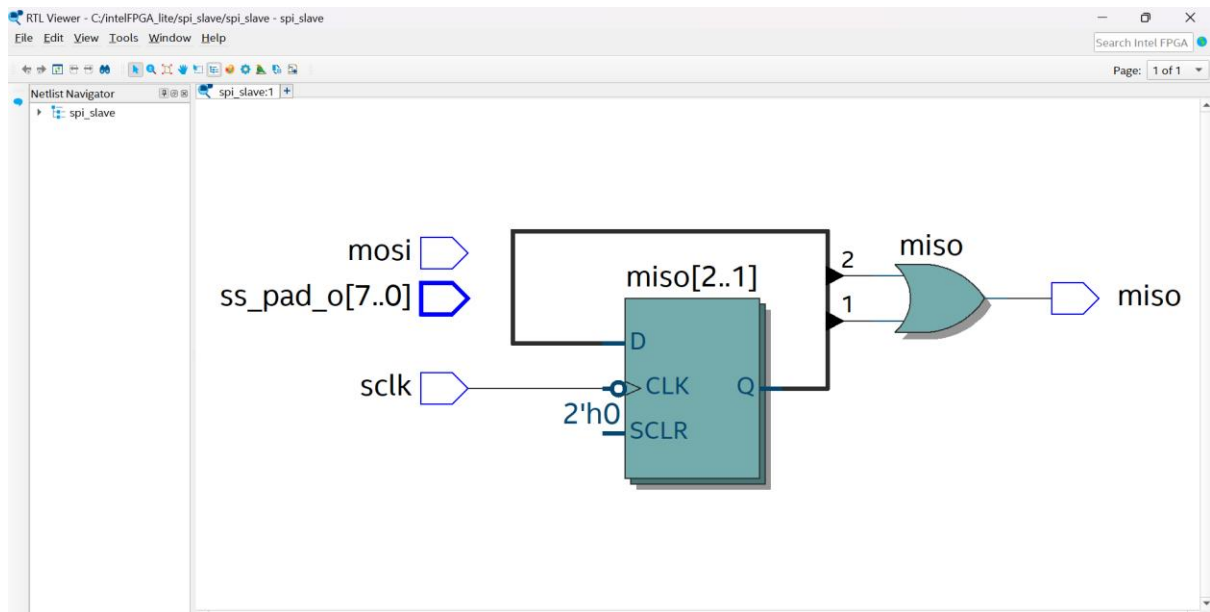 RTL Viewer - C:/intelFPGA_lite/spi_slave/spi_slave - spi_slave
File Edit View Tools Window Help
Search Intel FPGA
Page: 1 of 1
Netlist Navigator
spi_slave:1
spi_slave
mosi
ss_pad_o[7..0]
sclk
2'h0
miso[2..1]
D
CLK
SCLR
Q
2
1
miso
miso